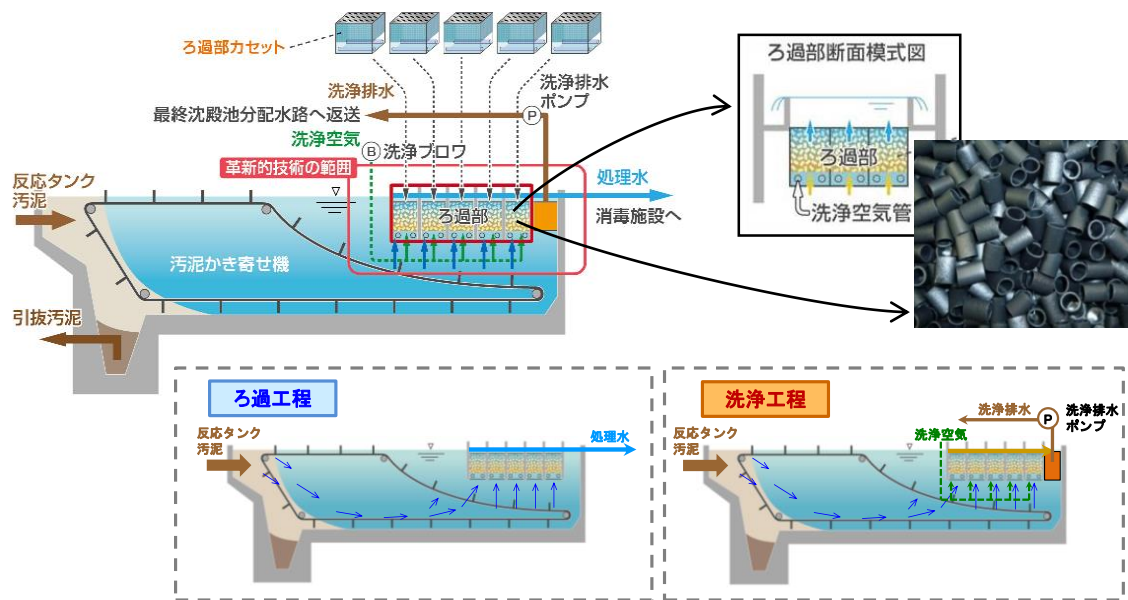 ろ過部カセット
洗浄排水
洗浄排水
ポンプ
最終沈殿池分配水路へ返送
P
洗浄空気
B
洗浄ブロワ
革新的技術の範囲
反応タンク
汚泥
処理水
ろ過部
消毒施設へ
汚泥かき寄せ機
引抜汚泥
ろ過部断面模式図
ろ過部
洗浄空気管
ろ過工程
反応タンク
汚泥
処理水
洗浄工程
洗浄排水
P
洗浄排水
ポンプ
反応タンク
汚泥
洗浄空気